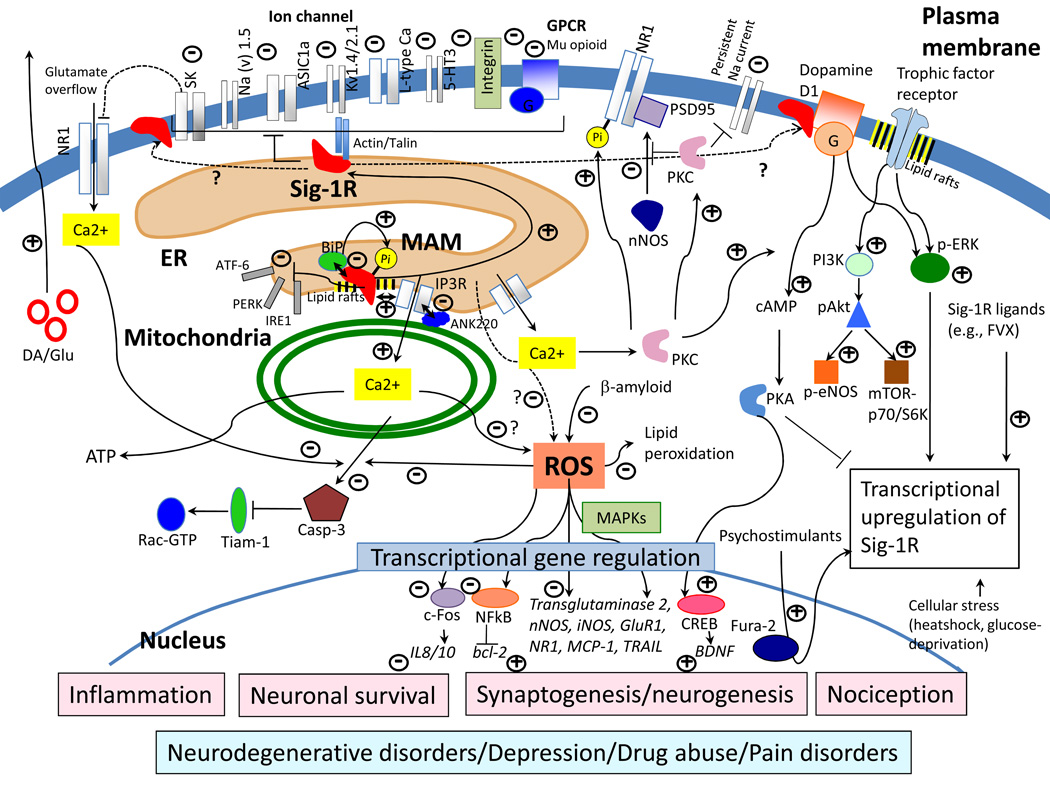 Ion channel
GPCR
Mu opioid
Plasma
membrane
Glutamate
overflow
SK
Na (v) 1.5
ASIC1a
Kv1.4/2.1
L-type Ca
5-HT3
Integrin
G
NR1
PSD95
Persistent
Na current
Dopamine
D1
Trophic factor
receptor
NR1
Pi
Actin/Talin
G
Lipid rafts
?
Sig-1R
PKC
?
nNOS
Ca2+
ER
BiP
MAM
Pi
ATF-6
PERK
IRE1
Lipid rafts
IP3R
ANK220
p-ERK
PI3K
cAMP
pAkt
Sig-1R ligands
(e.g., FVX)
DA/Glu
Mitochondria
Ca2+
PKC
Ca2+
β-amyloid
p-eNOS
mTOR-
p70/S6K
PKA
?
?
ATP
ROS
Lipid
peroxidation
Rac-GTP
Tiam-1
Casp-3
MAPKs
Transcriptional
upregulation of
Sig-1R
Transcriptional gene regulation
Psychostimulants
c-Fos
NFkB
Transglutaminase 2,
nNOS, iNOS, GluR1,
NR1, MCP-1, TRAIL
CREB
Fura-2
Cellular stress
(heatshock, glucose-
deprivation)
Nucleus
IL8/10
bcl-2
BDNF
Inflammation
Neuronal survival
Synaptogenesis/neurogenesis
Nociception
Neurodegenerative disorders/Depression/Drug abuse/Pain disorders